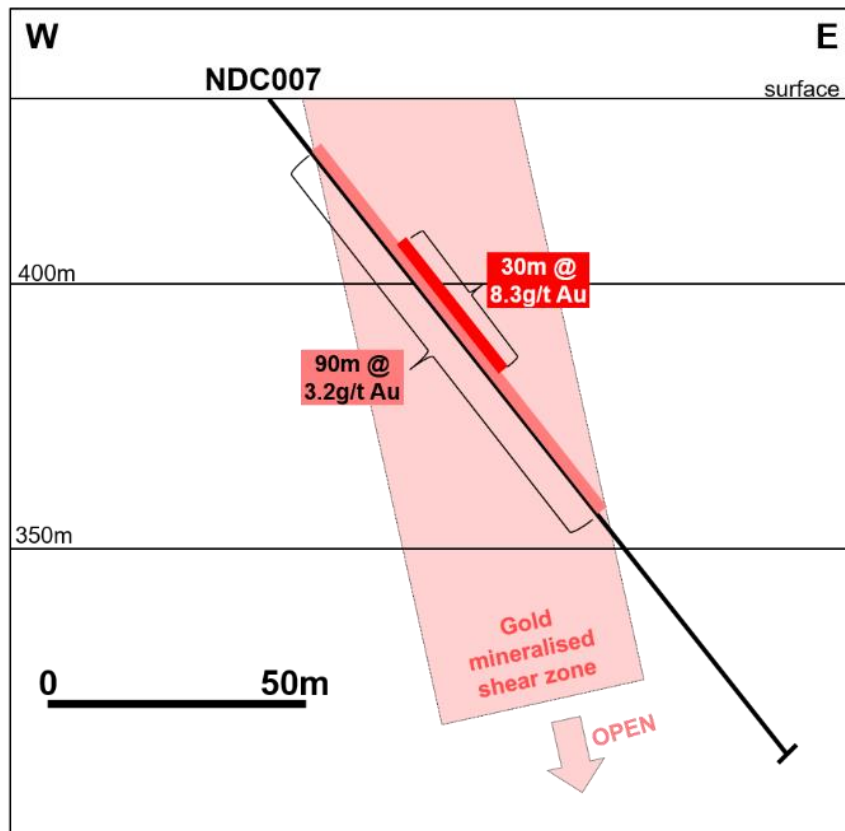 W
E
NDC007
surface
400m
30m @
8.3g/t Au
90m @
3.2g/t Au
350m
Gold
mineralised
shear zone
0
50m
OPEN